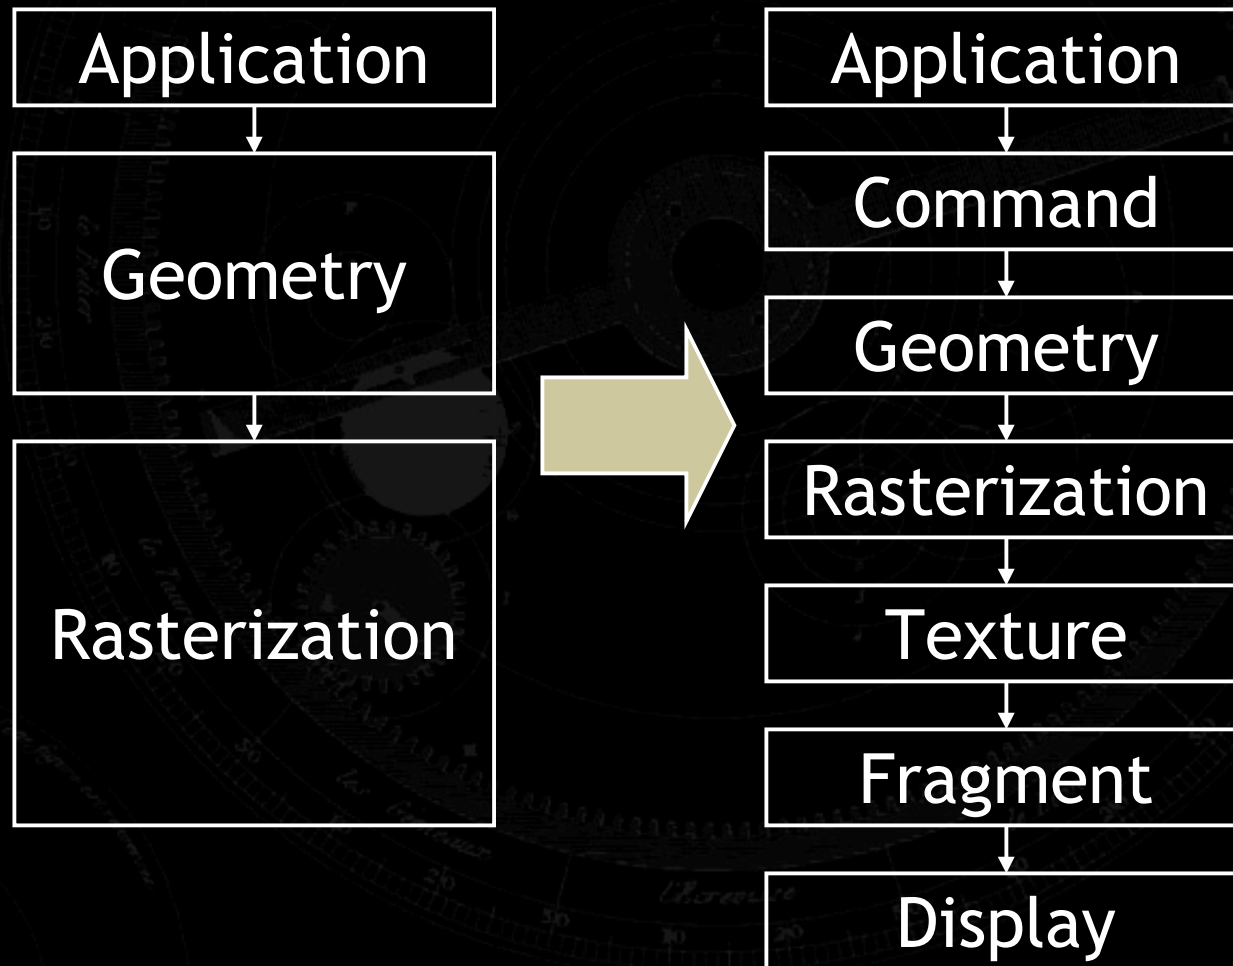 Application
Geometry
Rasterization
Application
Command
Geometry
Rasterization
Texture
Fragment
Display